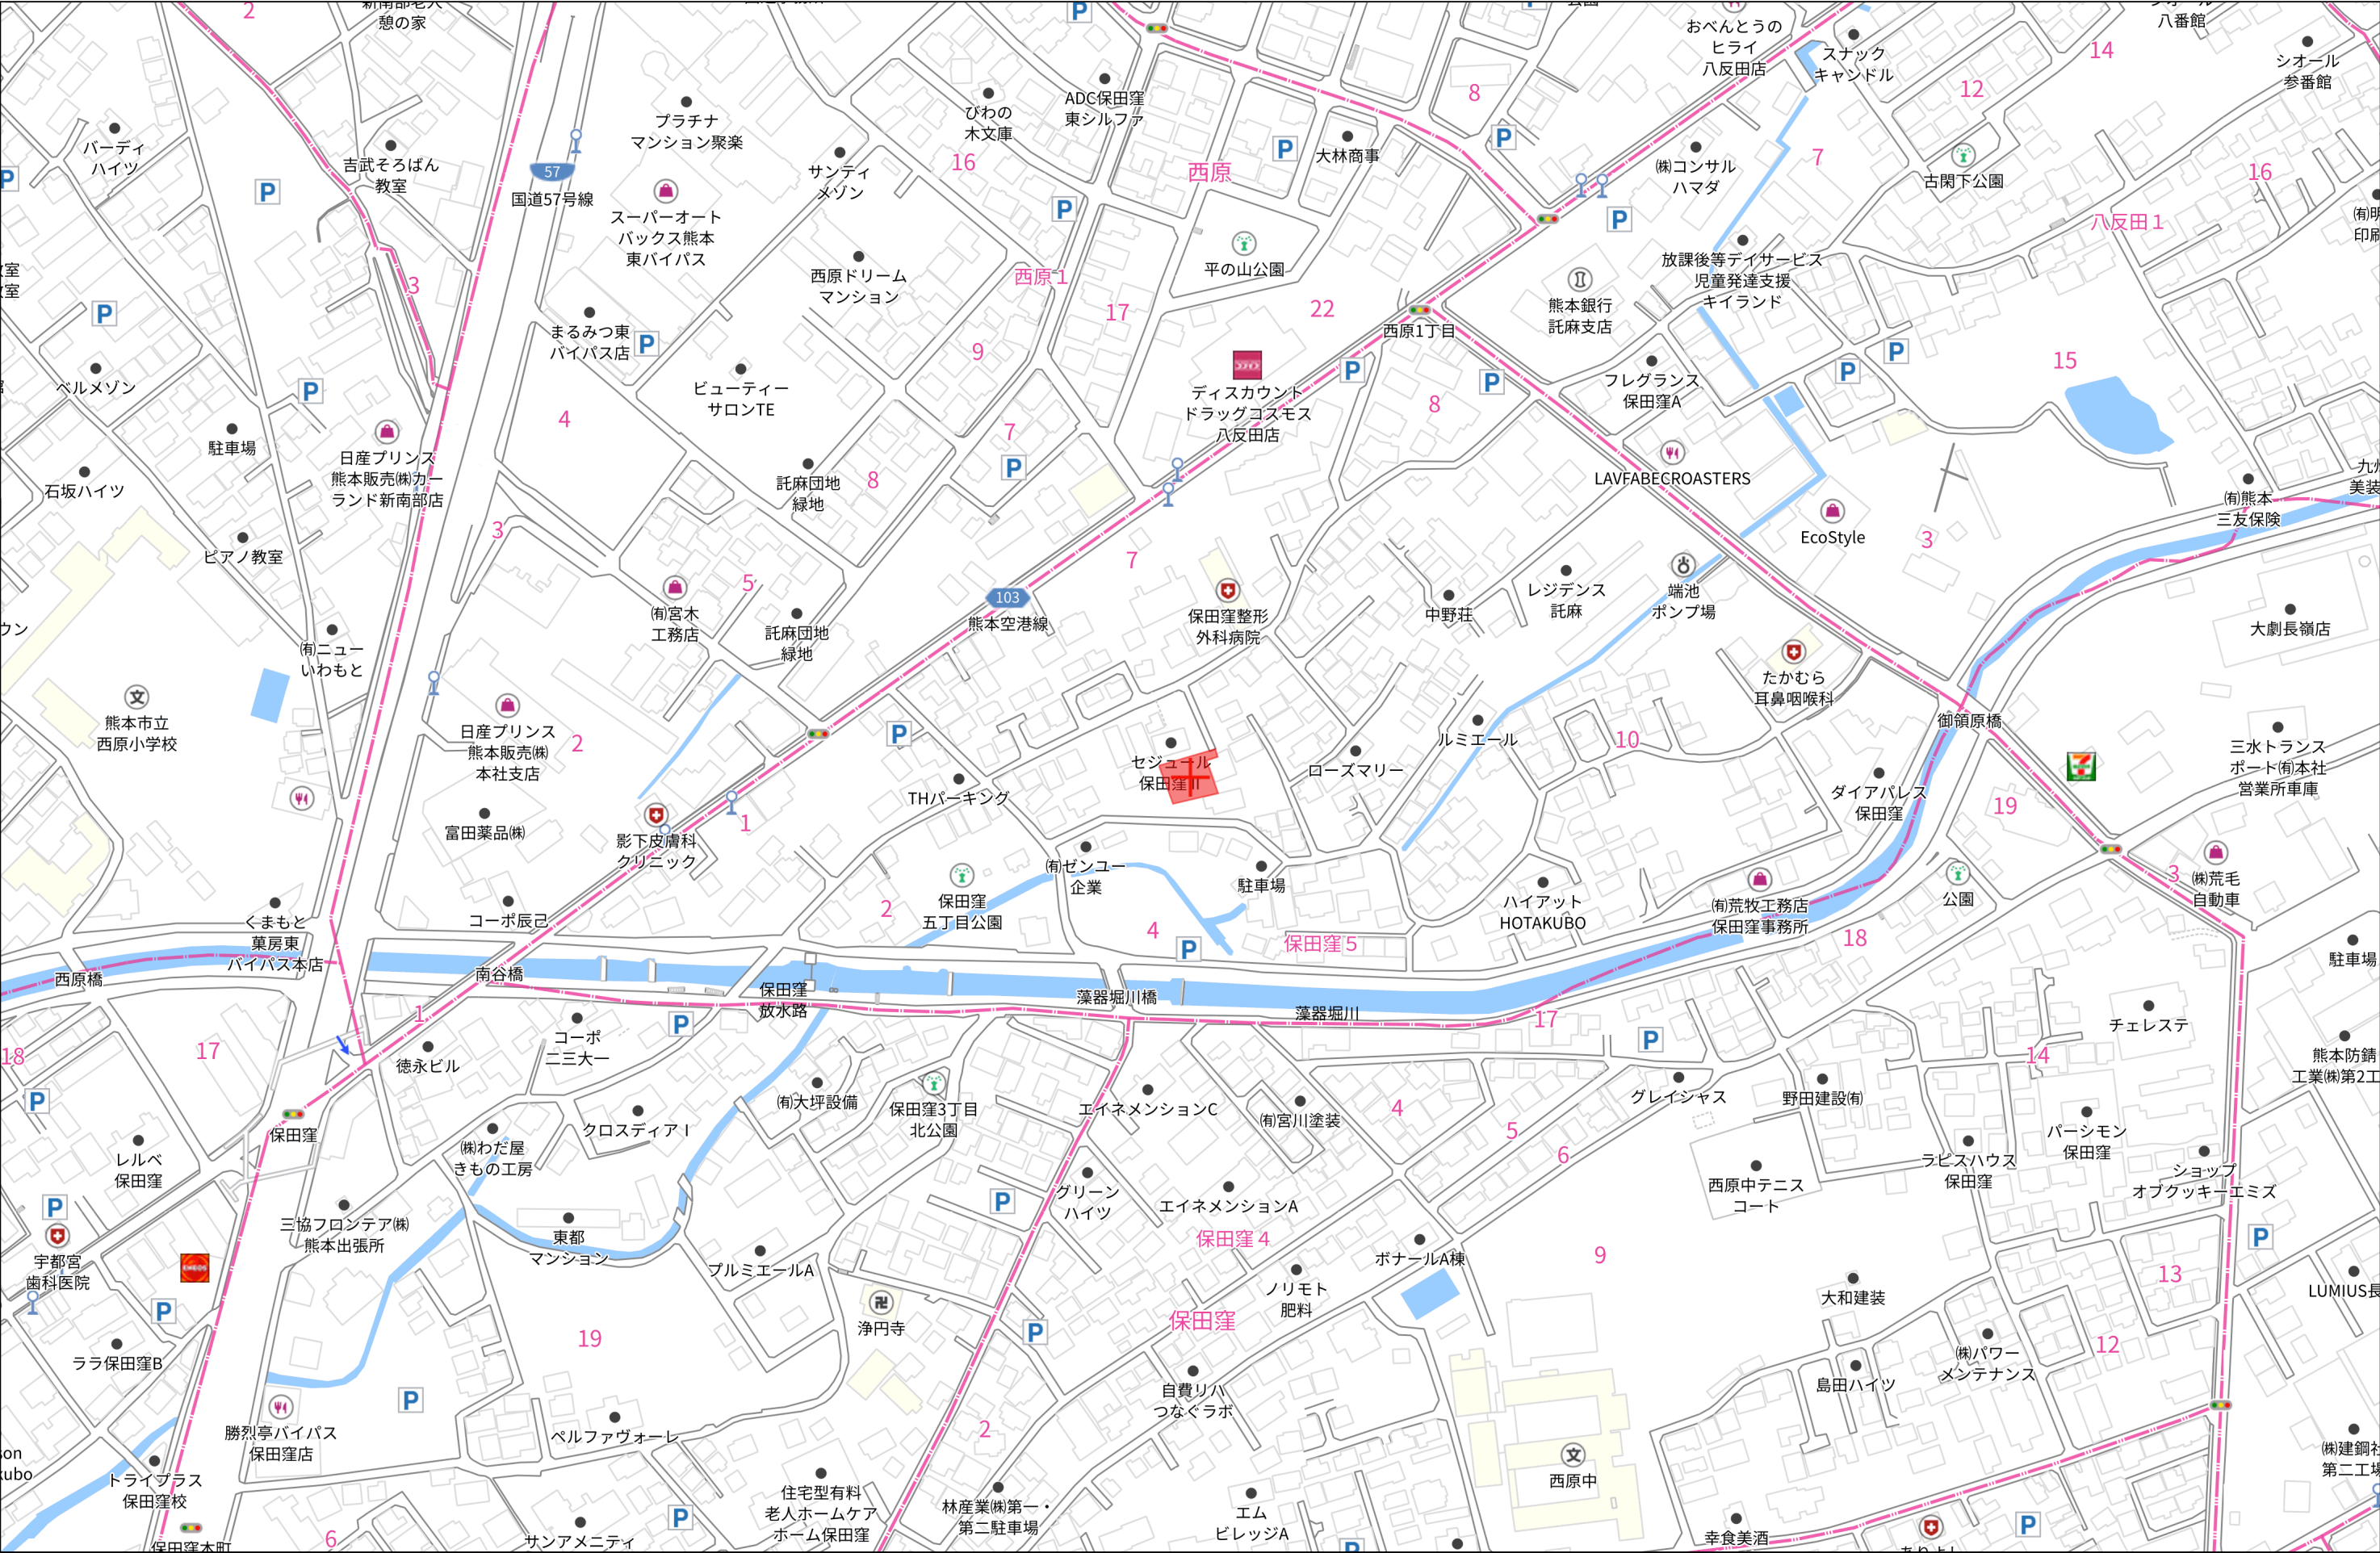 2
憩の家
八番館
おべんとうの
ヒライ
八反田店
スナック
キャンドル
14
シオール
参番館
12
8
ADC保田窪
東シルファ
びわの
木文庫
プラチナ
マンション聚楽
バーディ
ハイツ
吉武そろばん
教室
57
国道57号線
サンティ
メゾン
16
西原
大林商事
㈱コンサル
ハマダ
7
古閑下公園
16
八反田1
スーパーオート
バックス熊本
東バイパス
西原ドリーム
マンション
西原1
平の山公園
放課後等デイサービス
児童発達支援
キイランド
3
17
22
熊本銀行
託麻支店
西原1丁目
まるみつ東
バイパス店
9
15
ベルメゾン
ビューティー
サロンTE
ディスカウント
ドラッグコスモス
八反田店
フレグランス
保田窪A
4
8
7
駐車場
日産プリンス
熊本販売㈱カー
ランド新南部店
石坂ハイツ
託麻団地
緑地
8
LAVFABECROASTERS
㈲熊本
三友保険
3
EcoStyle
3
ピアノ教室
7
5
103
熊本空港線
㈲宮木
工務店
託麻団地
緑地
保田窪整形
外科病院
中野荘
レジデンス
託麻
端池
ポンプ場
大劇長嶺店
㈲ニュー
いわもと
たかむら
耳鼻咽喉科
熊本市立
西原小学校
日産プリンス
熊本販売㈱
本社支店
2
御領原橋
ルミエール
10
三水トランス
ポート㈲本社
営業所車庫
セジュール
保田窪Ⅱ
ローズマリー
THパーキング
ダイアパレス
保田窪
19
富田薬品㈱
影下皮膚科
クリニック
1
㈲ゼンユー
企業
駐車場
3
㈱荒毛
自動車
公園
くまもと
菓房東
バイパス本店
コーポ辰己
2
保田窪
五丁目公園
4
保田窪5
ハイアット
HOTAKUBO
㈲荒牧工務店
保田窪事務所
18
駐車場
西原橋
南谷橋
保田窪
放水路
藻器堀川橋
藻器堀川
17
1
コーポ
二三大一
チェレステ
18
17
徳永ビル
14
熊本防錆
工業㈱第2工
㈲大坪設備
保田窪3丁目
北公園
エイネメンションC
㈲宮川塗装
4
グレイシャス
野田建設㈲
保田窪
クロスディアⅠ
5
6
パーシモン
保田窪
レルベ
保田窪
㈱わだ屋
きもの工房
ラピスハウス
保田窪
ショップ
オブクッキーエミズ
グリーン
ハイツ
エイネメンションA
西原中テニス
コート
三協フロンテア㈱
熊本出張所
東都
マンション
保田窪4
9
ボナールA棟
宇都宮
歯科医院
プルミエールA
ノリモト
肥料
13
大和建装
LUMIUS長
浄円寺
保田窪
19
12
ララ保田窪B
㈱パワー
メンテナンス
島田ハイツ
自費リハ
つなぐラボ
勝烈亭バイパス
保田窪店
ペルファヴォーレ
2
㈱建鋼社
第二工場
西原中
トライプラス
保田窪校
住宅型有料
老人ホームケア
ホーム保田窪
林産業㈱第一・
第二駐車場
エム
ビレッジA
サンアメニティ
6
幸食美酒
保田窪本町